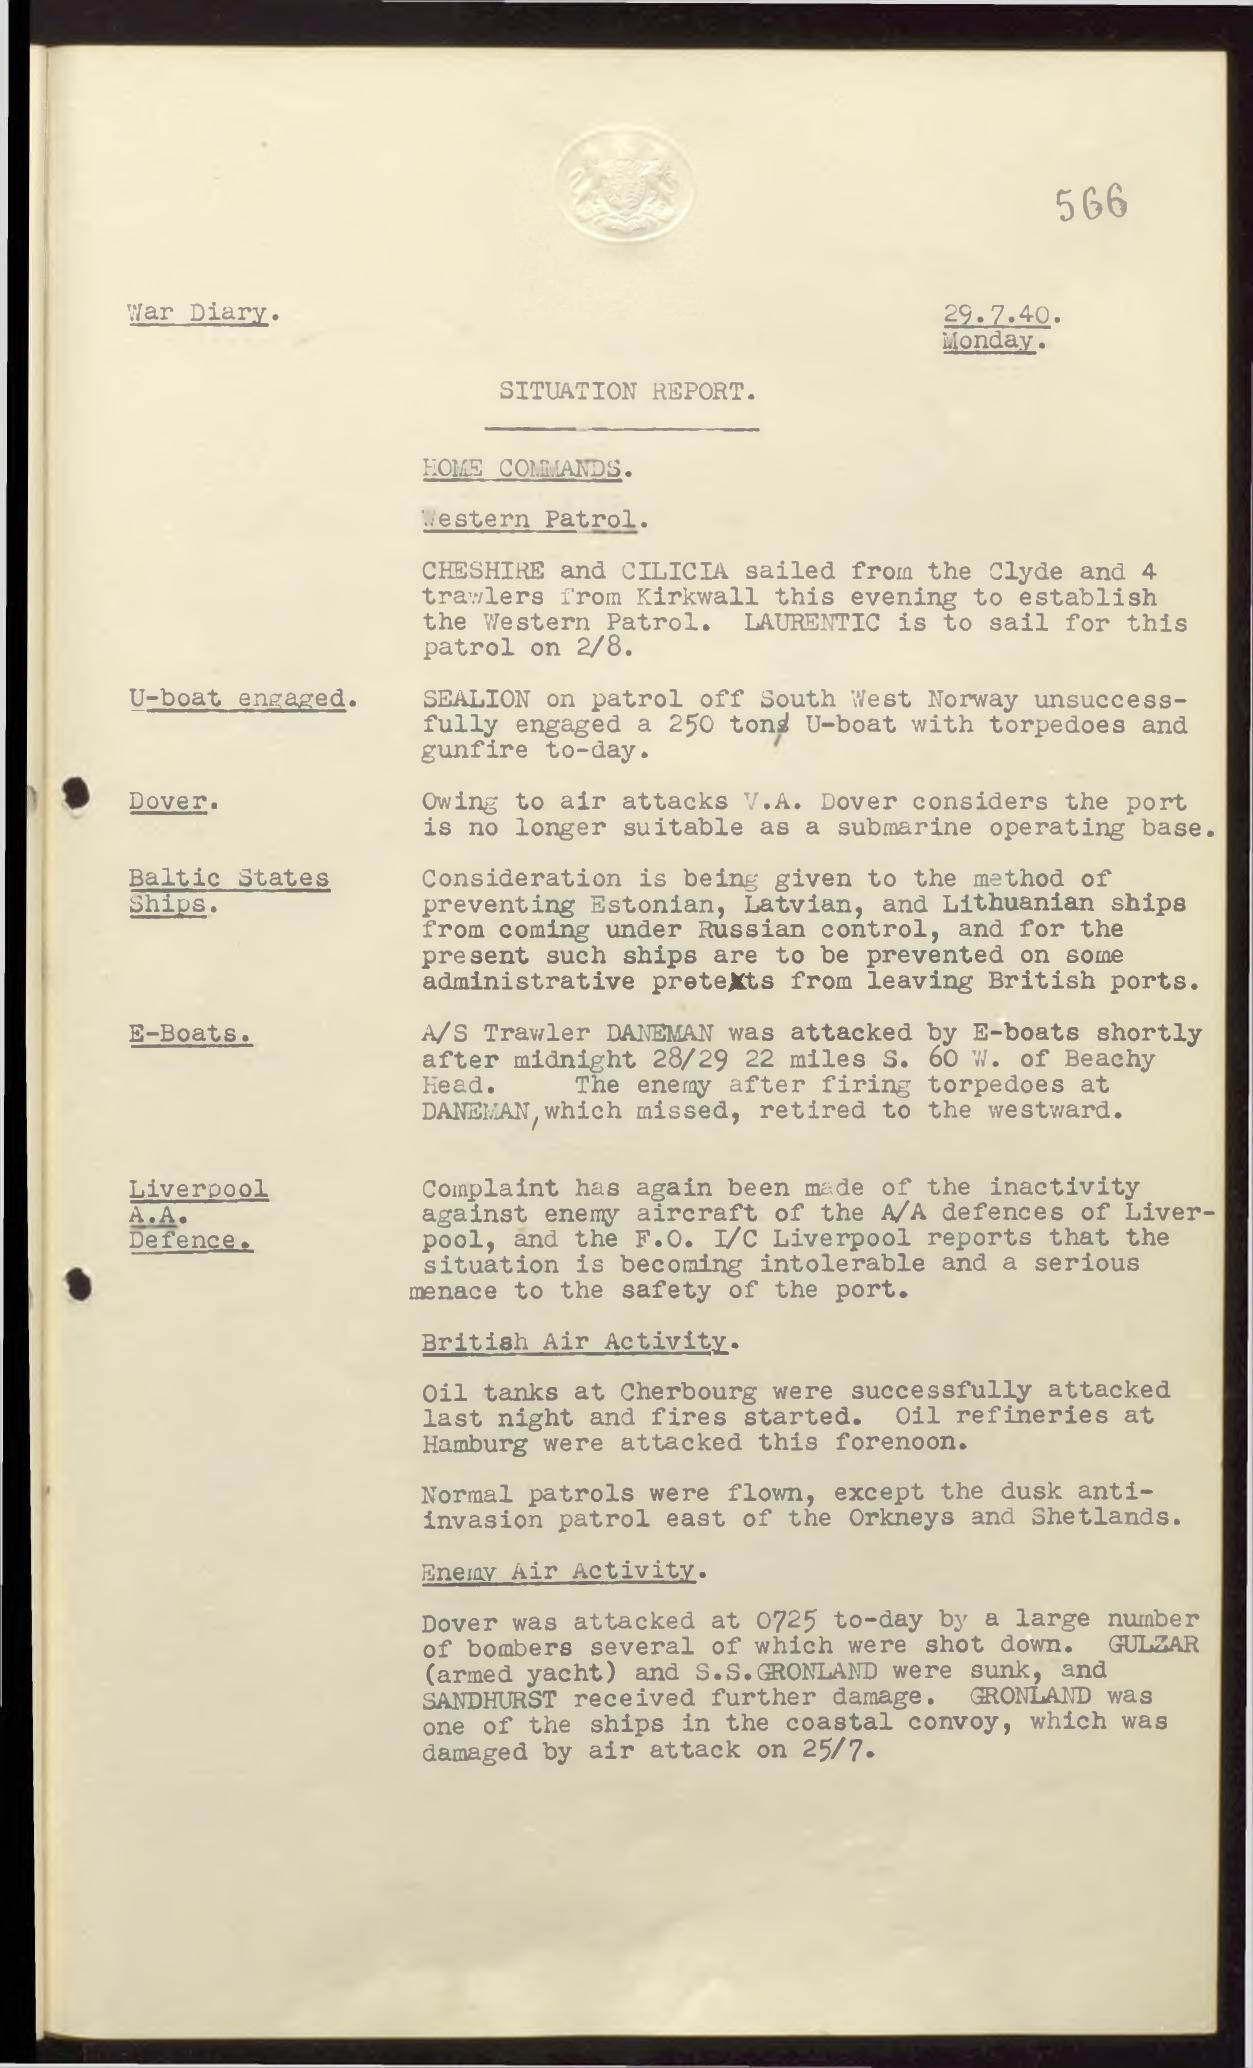 566
War Diary.
29.7.40.
Monday.
SITUATION REPORT.
HOME COMMANDS.
Western Patrol.
CHESHIRE and CILICIA sailed from the Clyde and 4
trawlers from Kirkwall this evening to establish
the Western Patrol. LAURENTIC is to sail for this
patrol on 2/8.
U-boat engaged.
SEALION on patrol off South West Norway unsuccess-
fully engaged a 250 ton U-boat with torpedoes and
gunfire to-day.
Dover.
Owing to air attacks V.A. Dover considers the port
is no longer suitable as a submarine operating base.
Baltic States
Ships.
Consideration is being given to the method of
preventing Estonian, Latvian, and Lithuanian ships
from coming under Russian control, and for the
present such ships are to be prevented on some
administrative pretexts from leaving British ports.
E-Boats.
A/S Trawler DANEMAN was attacked by E-boats shortly
after midnight 28/29 22 miles S. 60 W. of Beachy
Head. The enemy after firing torpedoes at
DANEMAN, which missed, retired to the westward.
Liverpool
A.A.
Defence.
Complaint has again been made of the inactivity
against enemy aircraft of the A/A defences of Liver-
pool, and the F.O. I/C Liverpool reports that the
situation is becoming intolerable and a serious
menace to the safety of the port.
British Air Activity.
Oil tanks at Cherbourg were successfully attacked
last night and fires started. Oil refineries at
Hamburg were attacked this forenoon.
Normal patrols were flown, except the dusk anti-
invasion patrol east of the Orkneys and Shetlands.
Enemy Air Activity.
Dover was attacked at 0725 to-day by a large number
of bombers several of which were shot down. GULZAR
(armed yacht) and S.S.GRONLAND were sunk, and
SANDHURST received further damage. GRONLAND was
one of the ships in the coastal convoy, which was
damaged by air attack on 25/7.